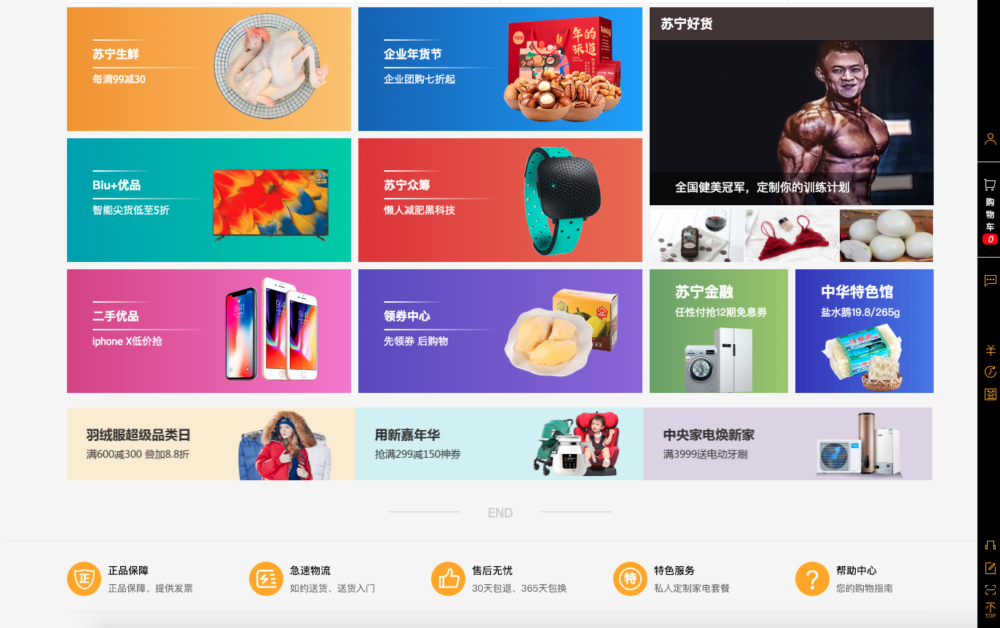 苏宁生鲜
每满99减30
企业年货节
企业团购七折起
年的
味道
苏宁好货
全国健美冠军，定制你的训练计划
Biu+优品
智能尖货低至5折
65"
4K
苏宁众筹
懒人减肥黑科技
二手优品
iphone X低价抢
领券中心
先领券 后购物
苏宁金融
任性付抢12期免息券
中华特色馆
盐水鹅19.8/265g
羽绒服超级品类日
满600减300 叠加8.8折
用新嘉年华
抢满299减150神券
中央家电焕新家
满3999送电动牙刷
END
正
正品保障
正品保障、提供发票
急速物流
如约送货、送货入门
售后无忧
30天包退、365天包换
特
特色服务
私人定制家电套餐
?
帮助中心
您的购物指南
购
物
车
0
签
TOP